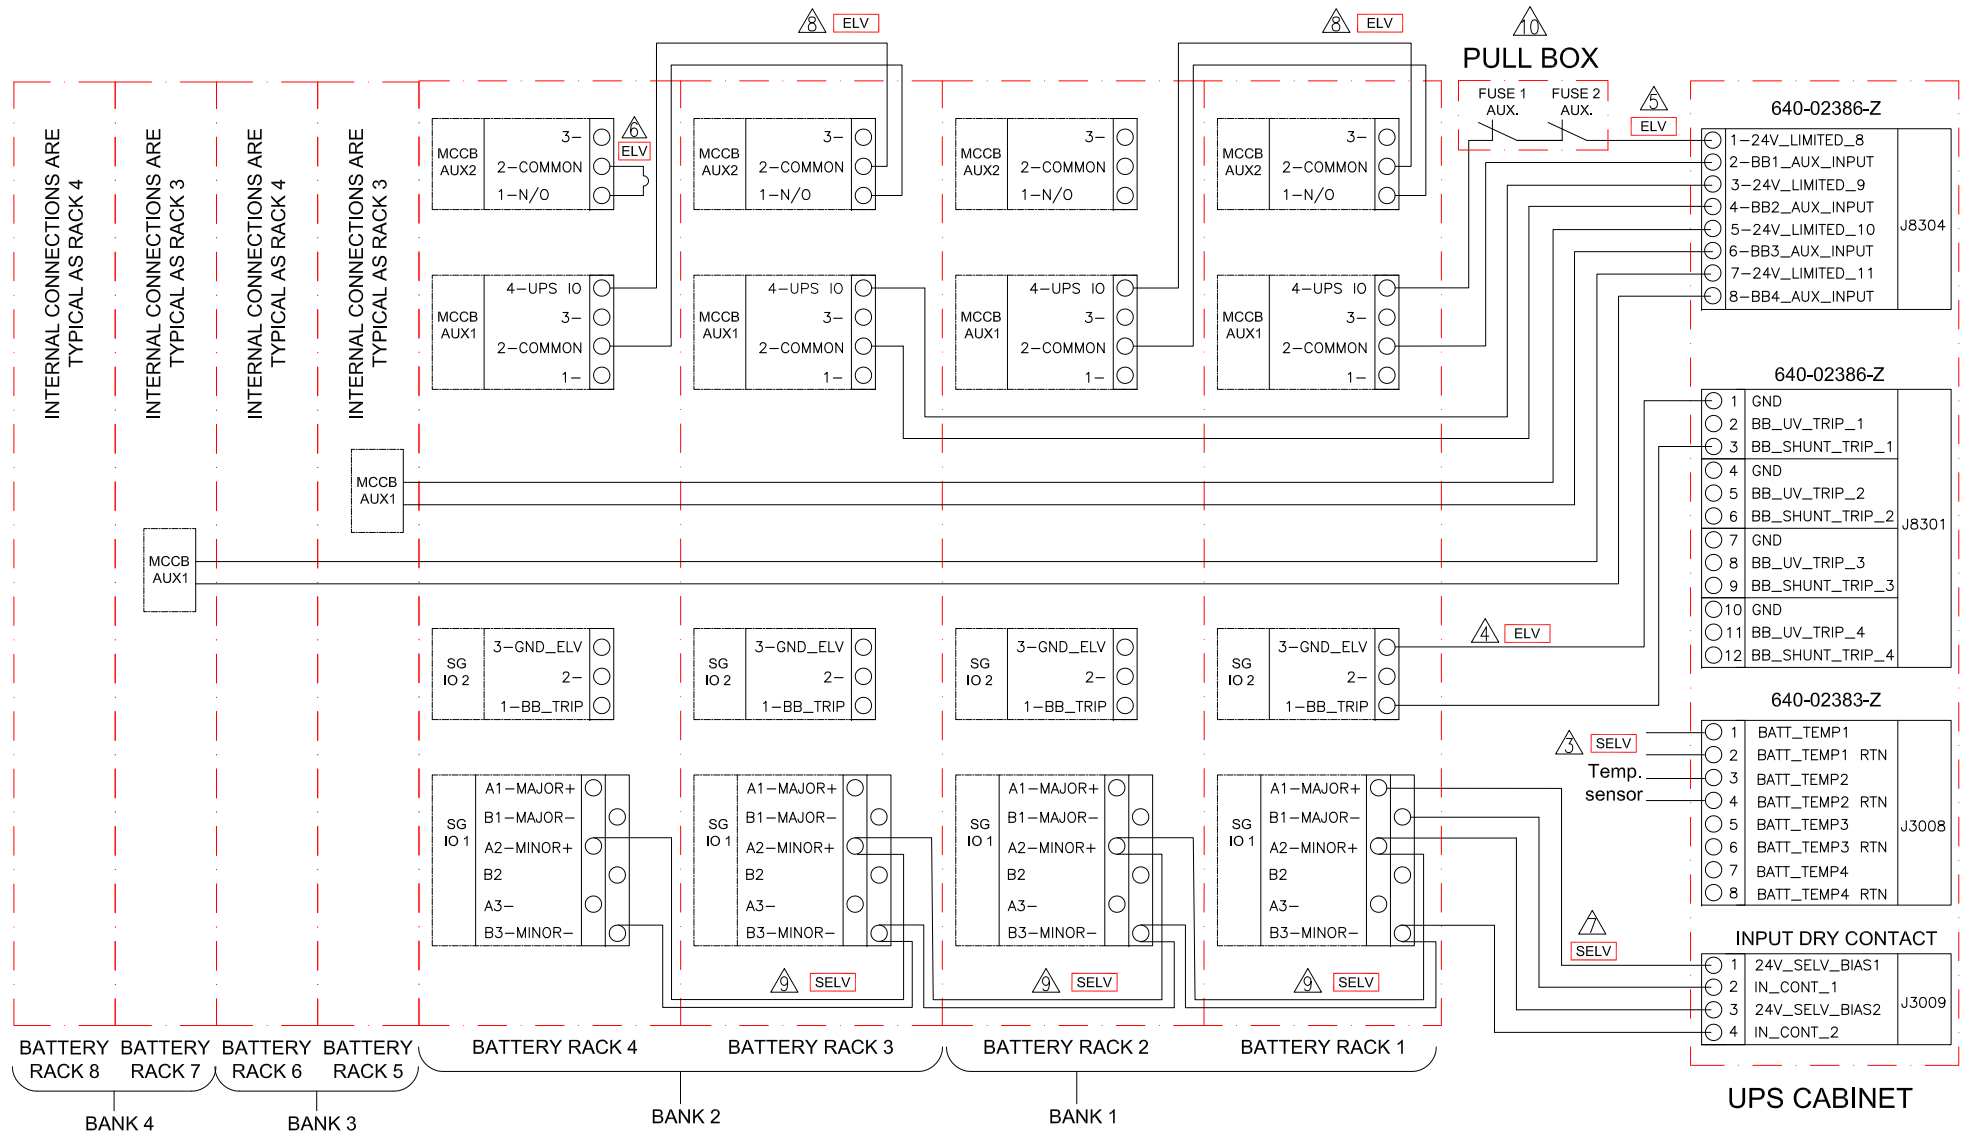 8 ELV
8 ELV
10
PULL BOX
FUSE 1
AUX.
FUSE 2
AUX.
5
ELV
INTERNAL CONNECTIONS ARE
TYPICAL AS RACK 4
INTERNAL CONNECTIONS ARE
TYPICAL AS RACK 3
INTERNAL CONNECTIONS ARE
TYPICAL AS RACK 4
INTERNAL CONNECTIONS ARE
TYPICAL AS RACK 3
MCCB
AUX2
3-
2-COMMON
1-N/O
6
ELV
MCCB
AUX2
3-
2-COMMON
1-N/O
MCCB
AUX2
3-
2-COMMON
1-N/O
MCCB
AUX2
3-
2-COMMON
1-N/O
MCCB
AUX1
4-UPS IO
3-
2-COMMON
1-
MCCB
AUX1
4-UPS IO
3-
2-COMMON
1-
MCCB
AUX1
4-UPS IO
3-
2-COMMON
1-
MCCB
AUX1
4-UPS IO
3-
2-COMMON
1-
MCCB
AUX1
MCCB
AUX1
SG
IO 2
3-GND_ELV
2-
1-BB_TRIP
SG
IO 2
3-GND_ELV
2-
1-BB_TRIP
SG
IO 2
3-GND_ELV
2-
1-BB_TRIP
SG
IO 2
3-GND_ELV
2-
1-BB_TRIP
4 ELV
SG
IO 1
A1-MAJOR+
B1-MAJOR-
A2-MINOR+
B2
A3-
B3-MINOR-
SG
IO 1
A1-MAJOR+
B1-MAJOR-
A2-MINOR+
B2
A3-
B3-MINOR-
SG
IO 1
A1-MAJOR+
B1-MAJOR-
A2-MINOR+
B2
A3-
B3-MINOR-
SG
IO 1
A1-MAJOR+
B1-MAJOR-
A2-MINOR+
B2
A3-
B3-MINOR-
9 SELV
9 SELV
9 SELV
640-02386-Z
1-24V_LIMITED_8
2-BB1_AUX_INPUT
3-24V_LIMITED_9
4-BB2_AUX_INPUT
5-24V_LIMITED_10
6-BB3_AUX_INPUT
7-24V_LIMITED_11
8-BB4_AUX_INPUT
J8304
640-02386-Z
1 GND
2 BB_UV_TRIP_1
3 BB_SHUNT_TRIP_1
4 GND
5 BB_UV_TRIP_2
6 BB_SHUNT_TRIP_2
7 GND
8 BB_UV_TRIP_3
9 BB_SHUNT_TRIP_3
10 GND
11 BB_UV_TRIP_4
12 BB_SHUNT_TRIP_4
J8301
640-02383-Z
3 SELV
Temp.
sensor
1 BATT_TEMP1
2 BATT_TEMP1 RTN
3 BATT_TEMP2
4 BATT_TEMP2 RTN
5 BATT_TEMP3
6 BATT_TEMP3 RTN
7 BATT_TEMP4
8 BATT_TEMP4 RTN
J3008
7
SELV
INPUT DRY CONTACT
1 24V_SELV_BIAS1
2 IN_CONT_1
3 24V_SELV_BIAS2
4 IN_CONT_2
J3009
UPS CABINET
BATTERY
RACK 8
BATTERY
RACK 7
BATTERY
RACK 6
BATTERY
RACK 5
BATTERY RACK 4
BATTERY RACK 3
BATTERY RACK 2
BATTERY RACK 1
BANK 4
BANK 3
BANK 2
BANK 1